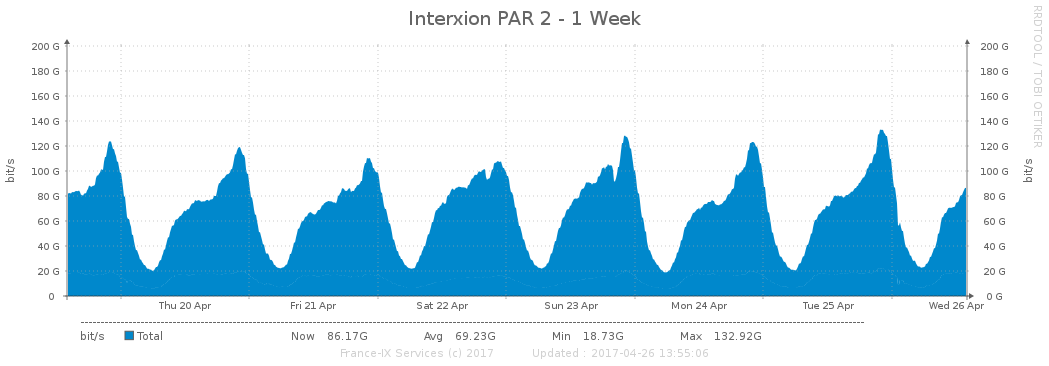 Interxion PAR 2 - 1 Week
RRDTOOL / TOBI OETIKER
bit/s
200 G
180 G
160 G
140 G
120 G
100 G
80 G
60 G
40 G
20 G
0
200 G
180 G
160 G
140 G
120 G
100 G
80 G
60 G
40 G
20 G
0 G
bit/s
Thu 20 Apr Fri 21 Apr Sat 22 Apr Sun 23 Apr Mon 24 Apr Tue 25 Apr Wed 26 Apr
bit/s Total Now 86.17G Avg 69.23G Min 18.73G Max 132.92G
France-IX Services (c) 2017 Updated : 2017-04-26 13:55:06